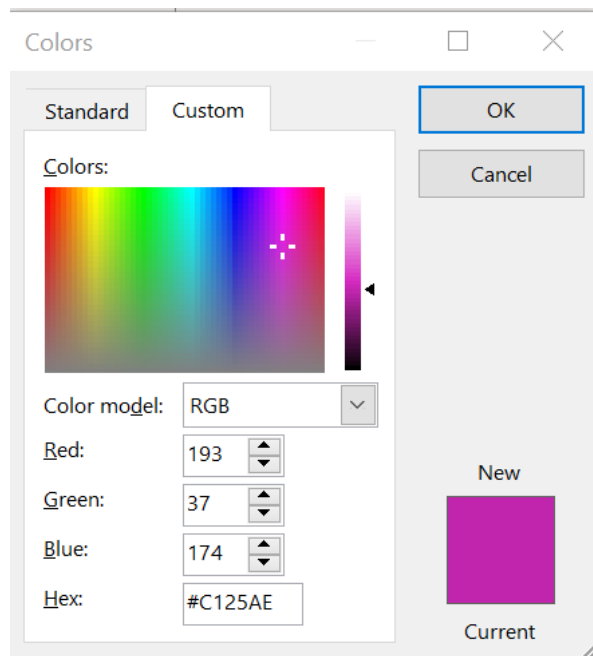 Colors
Standard
Custom
OK
Cancel
Colors:
Color model:
RGB
Red:
193
Green:
37
Blue:
174
Hex:
#C125AE
New
Current